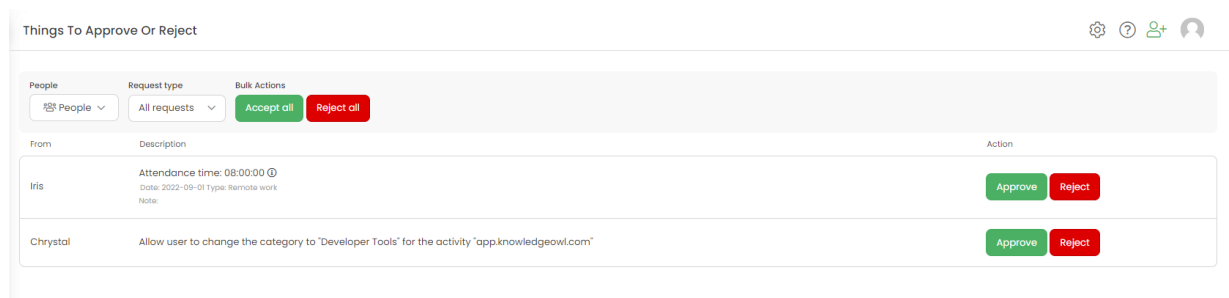 Things To Approve Or Reject
People
Request type
Bulk Actions
People
All requests
Accept all
Reject all
From
Description
Action
Iris
Attendance time: 08:00:00
Date: 2022-09-01 Type: Remote work
Note:
Approve
Reject
Chrystal
Allow user to change the category to "Developer Tools" for the activity "app.knowledgeowl.com"
Approve
Reject